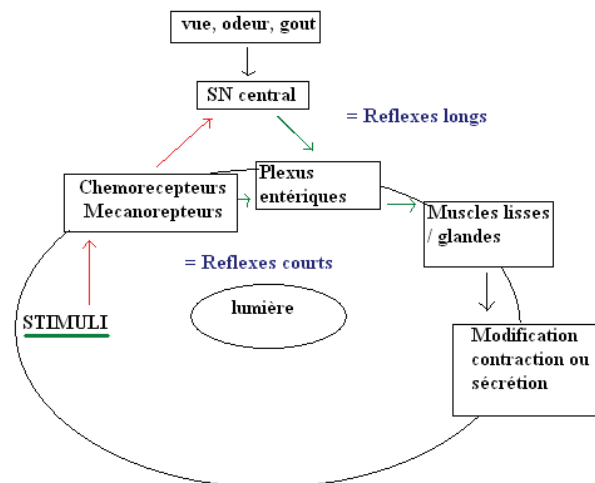 vue, odeur, gout
SN central
= Reflexes longs
Chemorecepteurs
Mecanorepteurs
Plexus
entériques
Muscles lisses
/ glandes
= Reflexes courts
lumière
STIMULI
Modification
contraction ou
sécrétion